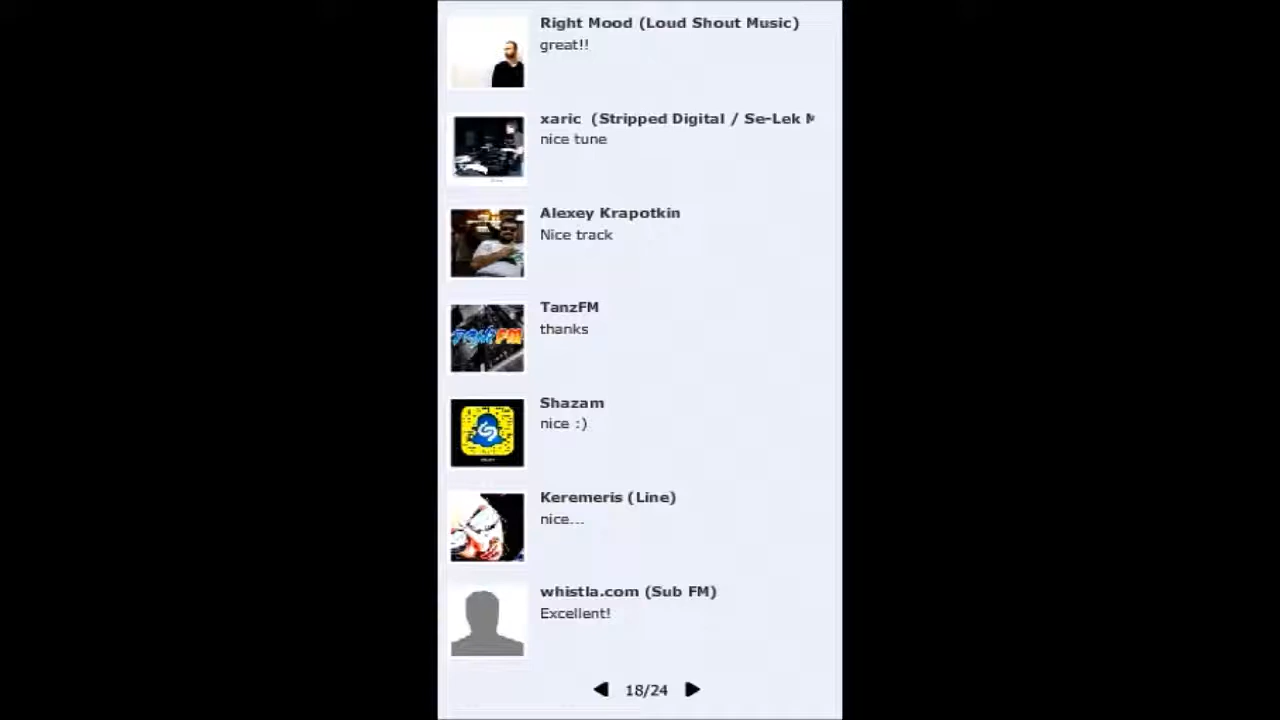 Right Mood (Loud Shout Music)
great!!
xaric (Stripped Digital / Se-Lek
nice tune
Alexey Krapotkin
Nice track
TanzFM
thanks
FM
Shazam
nice :)
Keremeris (Line)
nice...
whistla.com (Sub FM)
Excellent!
18/24